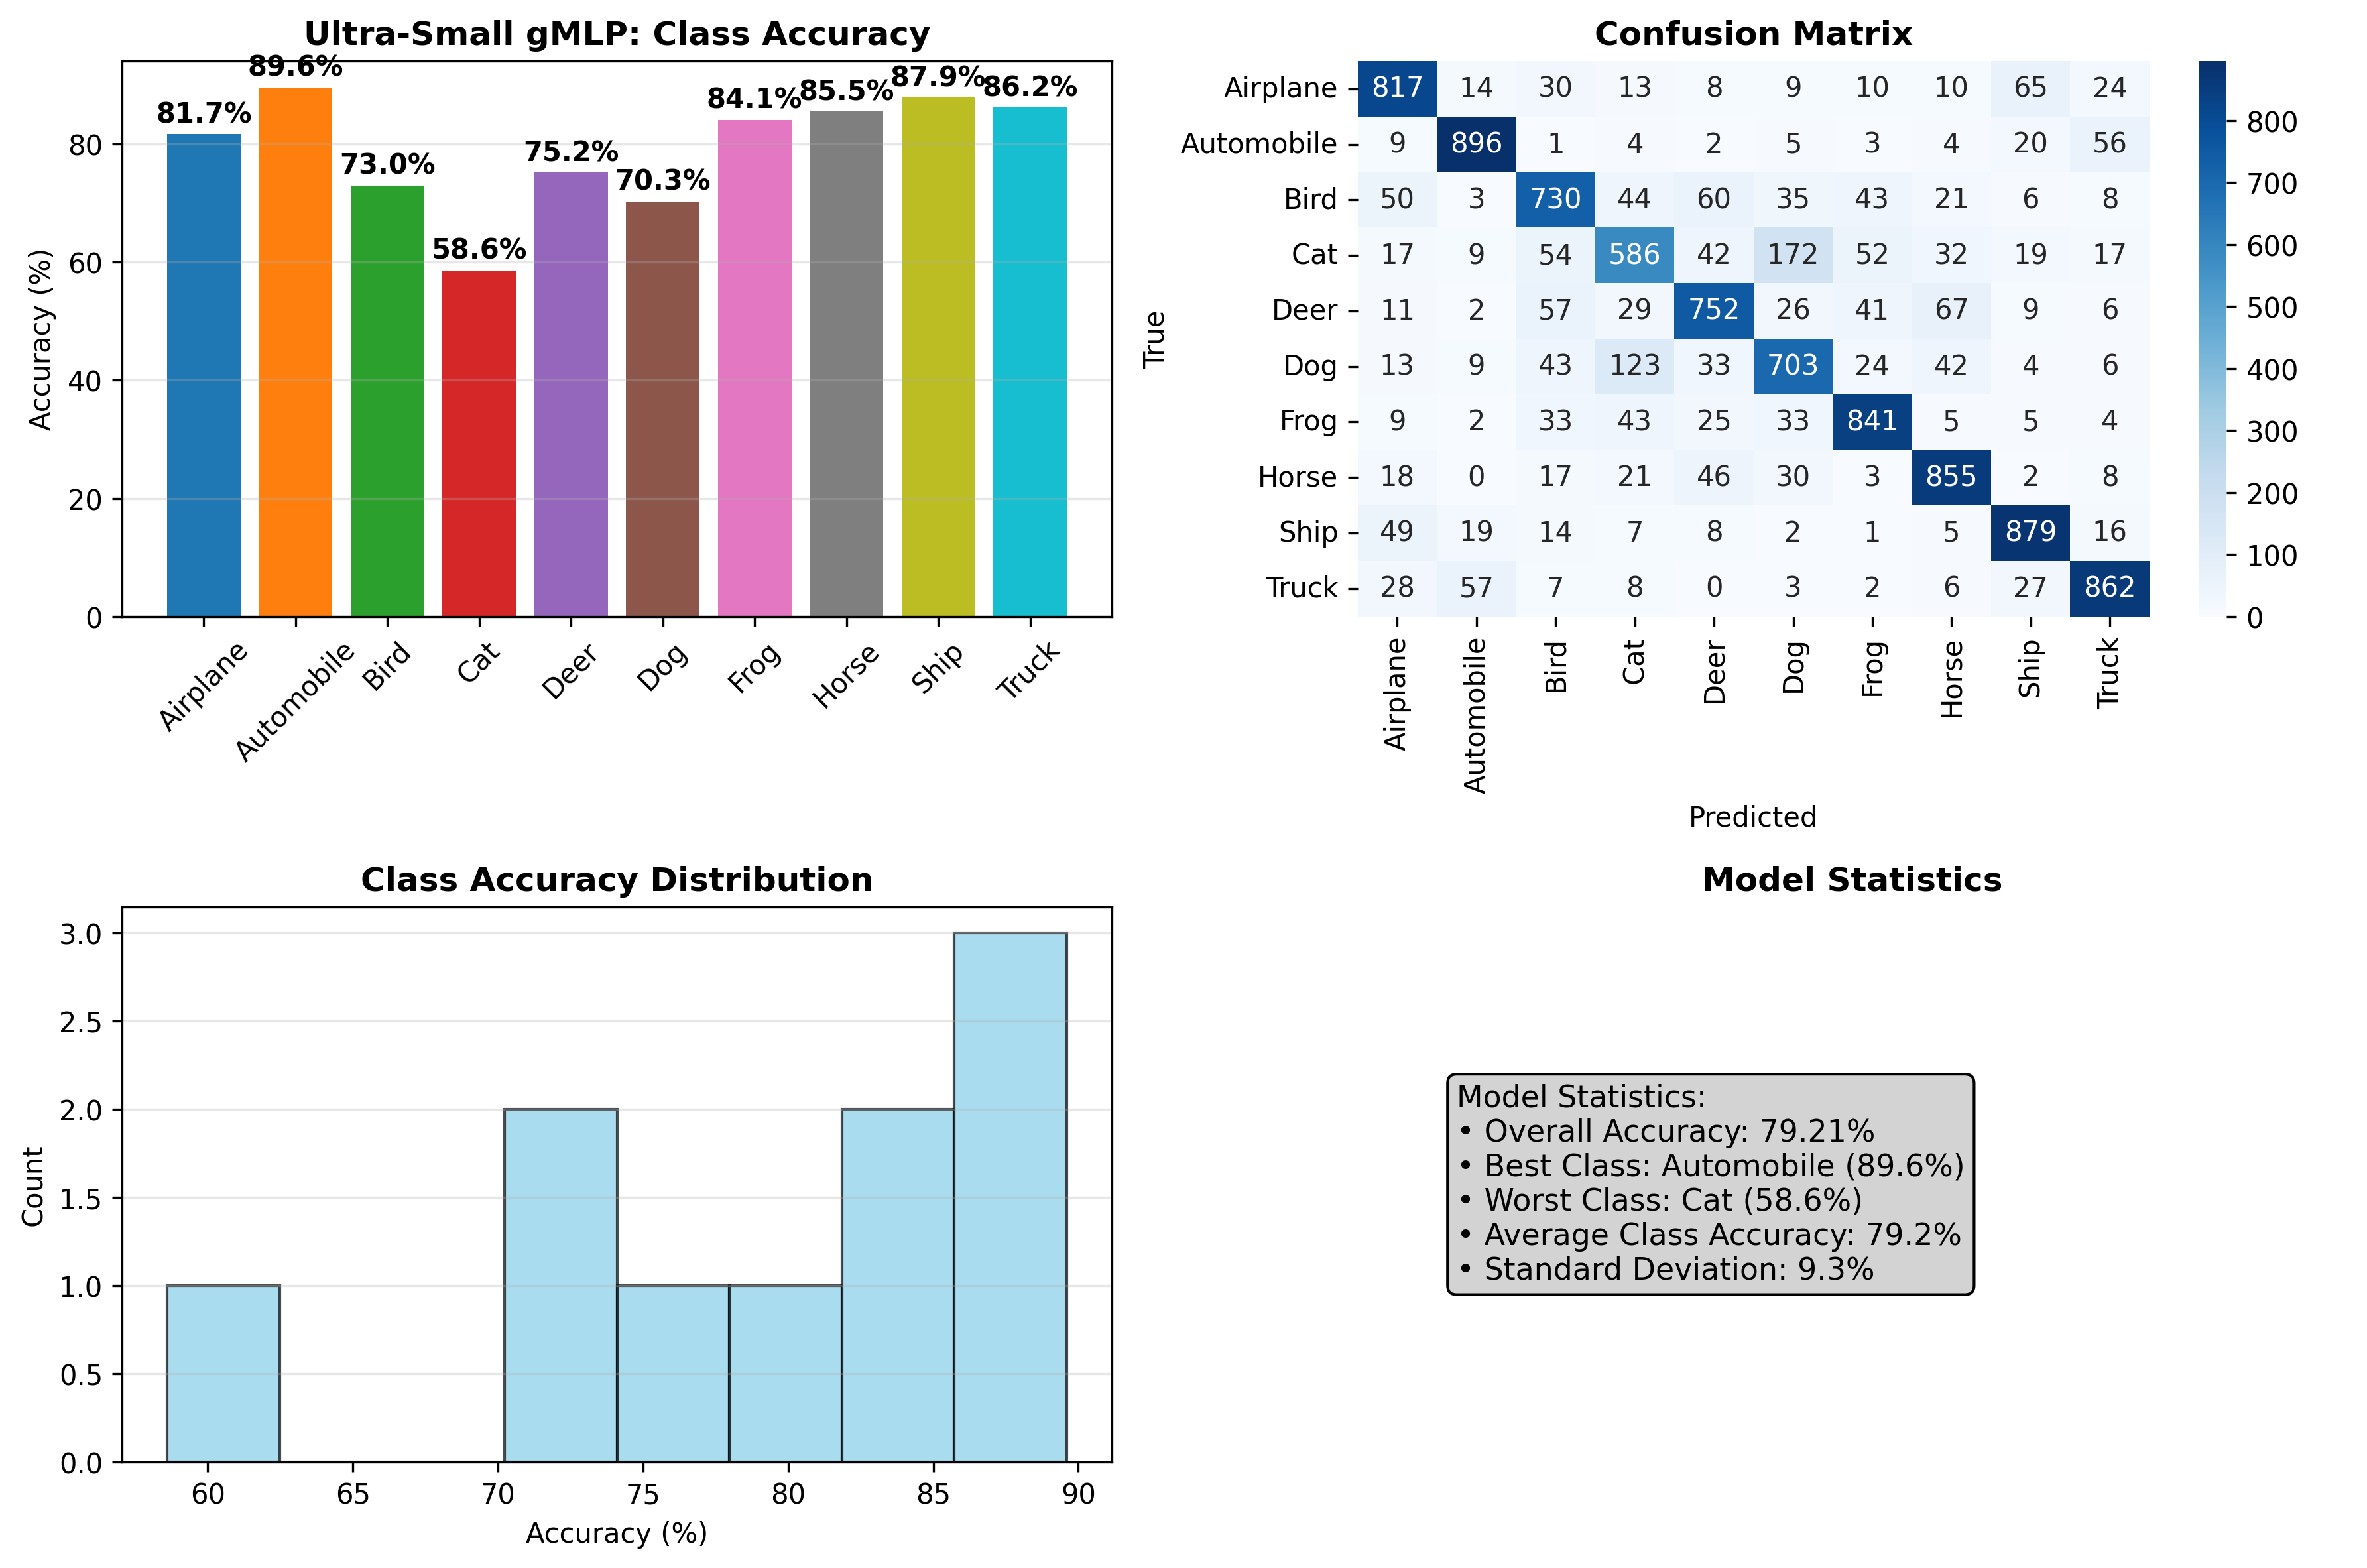 Ultra-Small gMLP: Class Accuracy
Accuracy (%)
80
60
40
20
0
81.7%
89.6%
73.0%
58.6%
75.2%
70.3%
84.1%
85.5%
87.9%
86.2%
Airplane
Automobile
Bird
Cat
Deer
Dog
Frog
Horse
Ship
Truck
Confusion Matrix
True
Airplane 817 14 30 13 8 9 10 10 65 24
Automobile 9 896 1 4 2 5 3 4 20 56
Bird 50 3 730 44 60 35 43 21 6 8
Cat 17 9 54 586 42 172 52 32 19 17
Deer 11 2 57 29 752 26 41 67 9 6
Dog 13 9 43 123 33 703 24 42 4 6
Frog 9 2 33 43 25 33 841 5 5 4
Horse 18 0 17 21 46 30 3 855 2 8
Ship 49 19 14 7 8 2 1 5 879 16
Truck 28 57 7 8 0 3 2 6 27 862
Airplane
Automobile
Bird
Cat
Deer
Dog
Frog
Horse
Ship
Truck
Predicted
800
700
600
500
400
300
200
100
0
Class Accuracy Distribution
Count
3.0
2.5
2.0
1.5
1.0
0.5
0.0
60 65 70 75 80 85 90
Accuracy (%)
Model Statistics
Model Statistics:
• Overall Accuracy: 79.21%
• Best Class: Automobile (89.6%)
• Worst Class: Cat (58.6%)
• Average Class Accuracy: 79.2%
• Standard Deviation: 9.3%